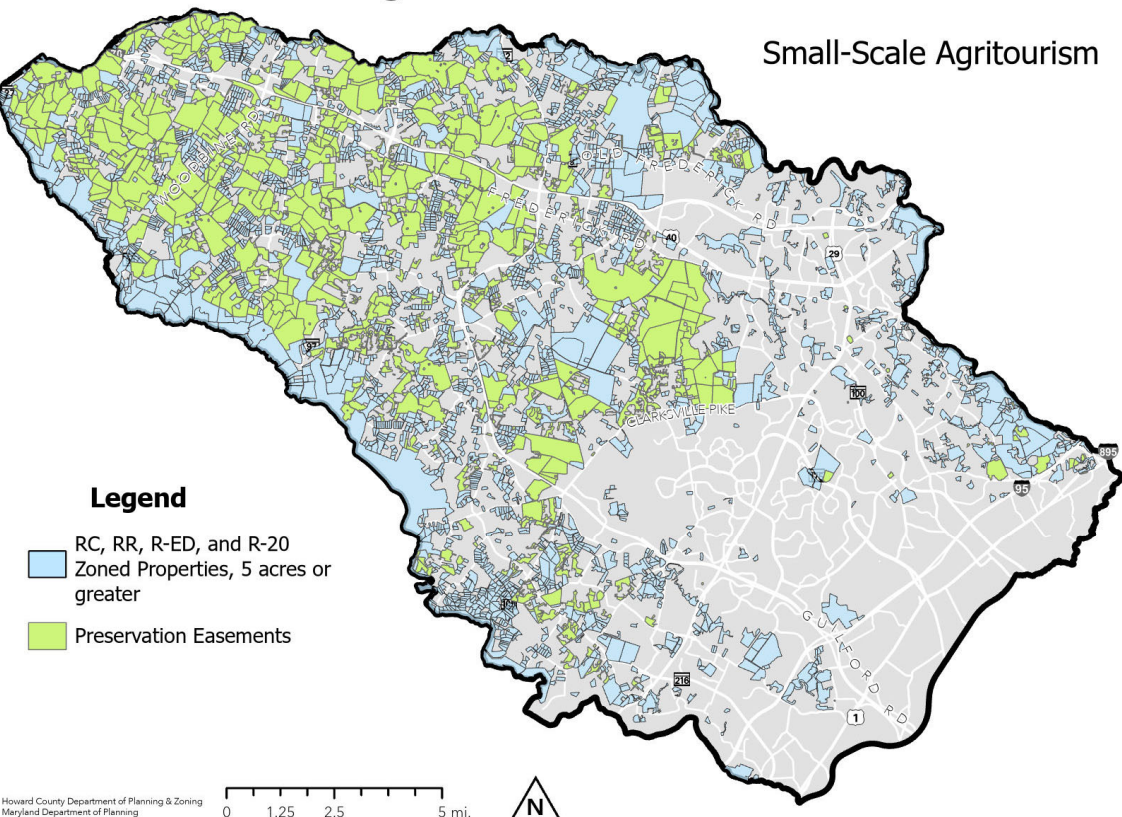 Small-Scale Agritourism
27
WOODBINE RD
OLD FREDERICK RD
FREDERICK RD
40
29
97
CLARKSVILLE PIKE
100
895
95
Legend
RC, RR, R-ED, and R-20
Zoned Properties, 5 acres or
greater
Preservation Easements
GUILFORD RD
216
1
Howard County Department of Planning & Zoning
Maryland Department of Planning
0 1.25 2.5 5 mi.
N